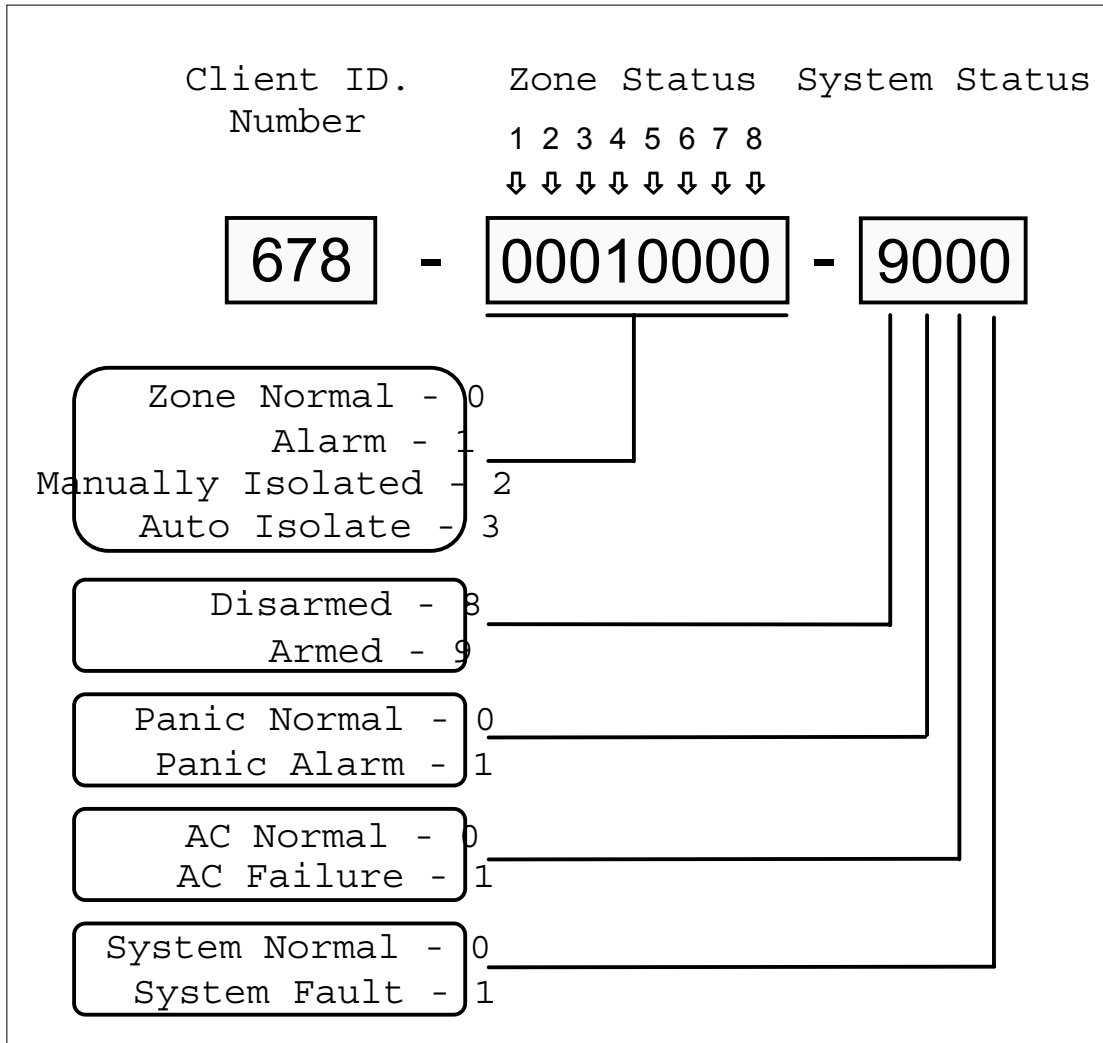 Client ID. Zone Status System Status
Number
1 2 3 4 5 6 7 8
678 - 00010000 - 9000
Zone Normal - 0
Alarm - 1
Manually Isolated - 2
Auto Isolate - 3
Disarmed - 8
Armed - 9
Panic Normal - 0
Panic Alarm - 1
AC Normal - 0
AC Failure - 1
System Normal - 0
System Fault - 1